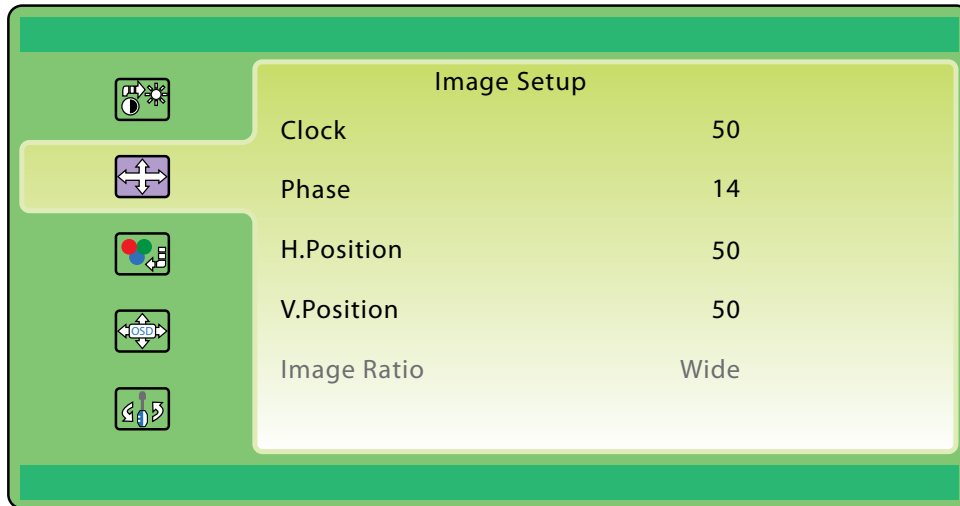 Image Setup
Clock 50
Phase 14
H.Position 50
V.Position 50
OSD
Image Ratio Wide